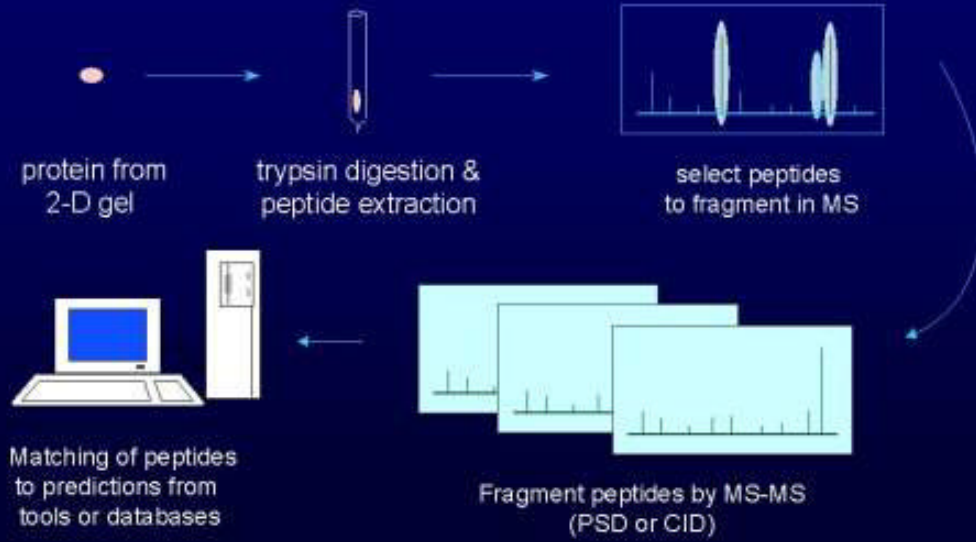 protein from
2-D gel
trypsin digestion &
peptide extraction
select peptides
to fragment in MS
Matching of peptides
to predictions from
tools or databases
Fragment peptides by MS-MS
(PSD or CID)